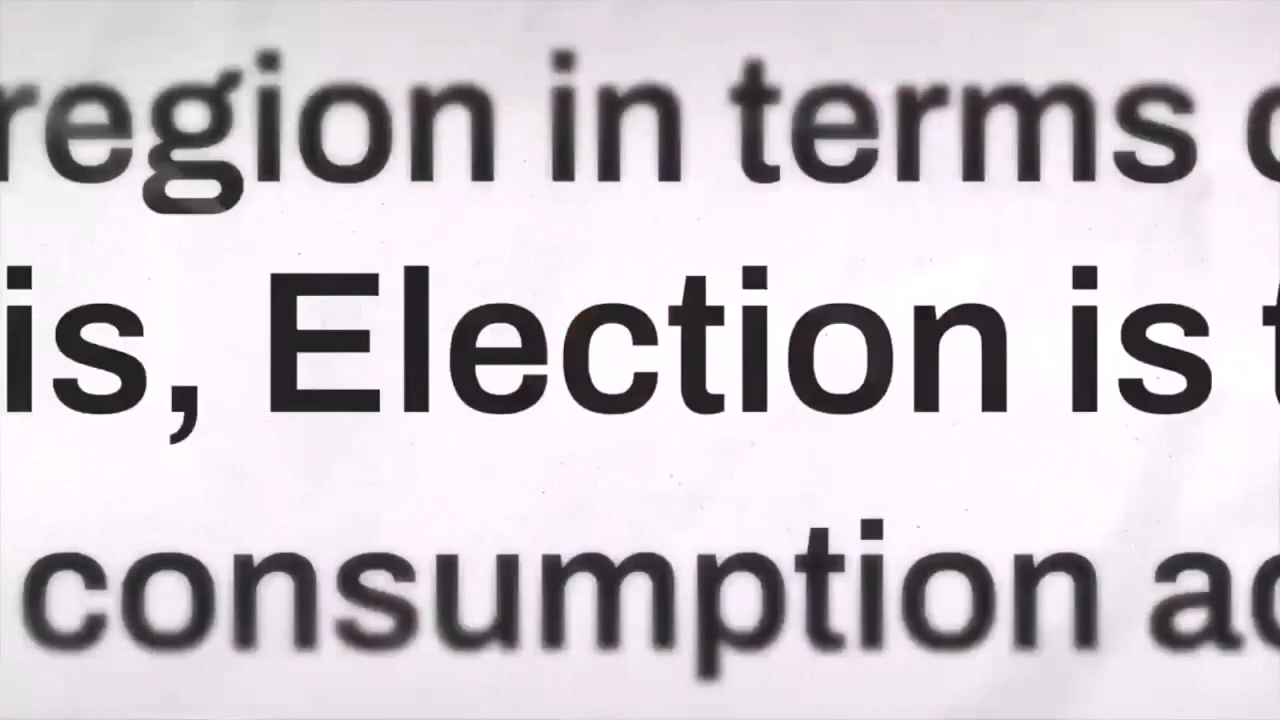 region in terms
is, Election is
consumption